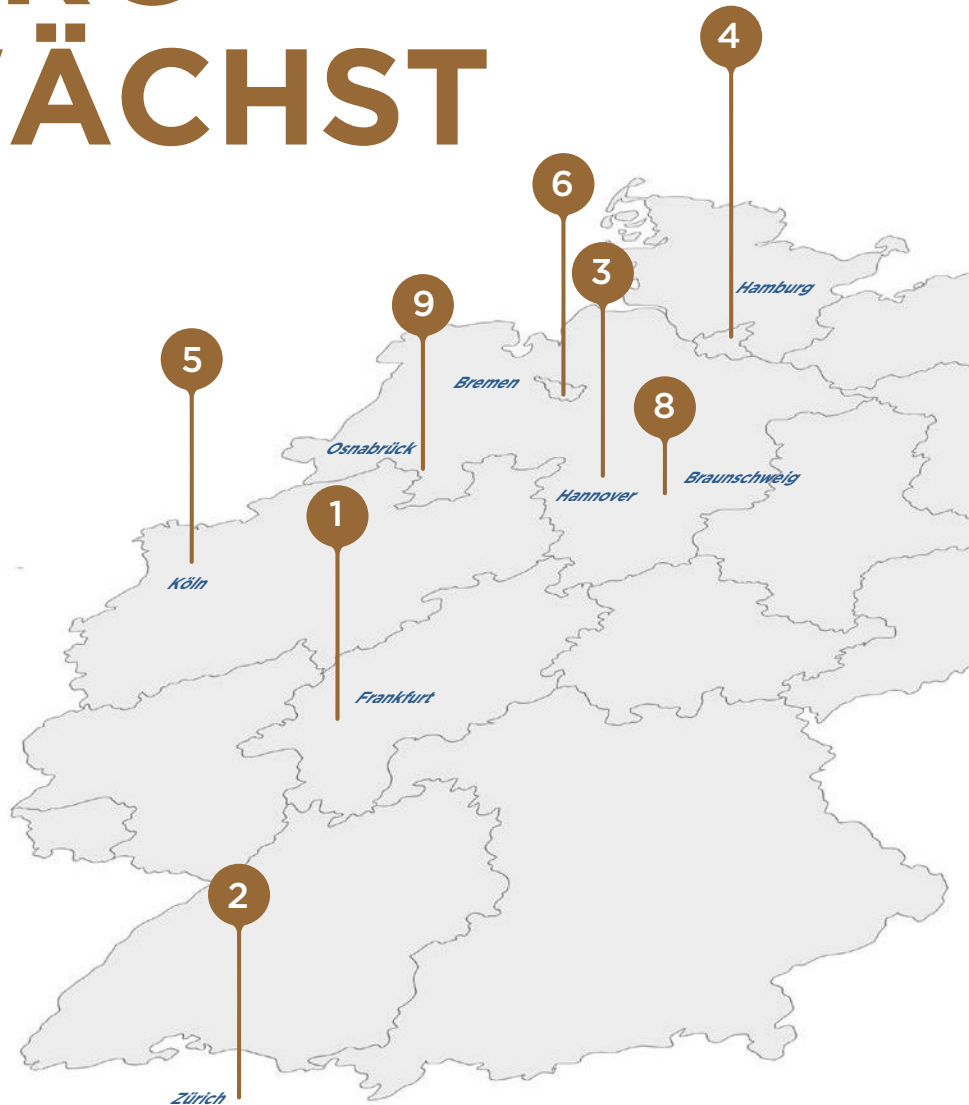 ÄCHST
4
6
3
Hamburg
9
5
Bremen
8
Osnabrück
Braunschweig
1
Hannover
Köln
Frankfurt
2
Zürich